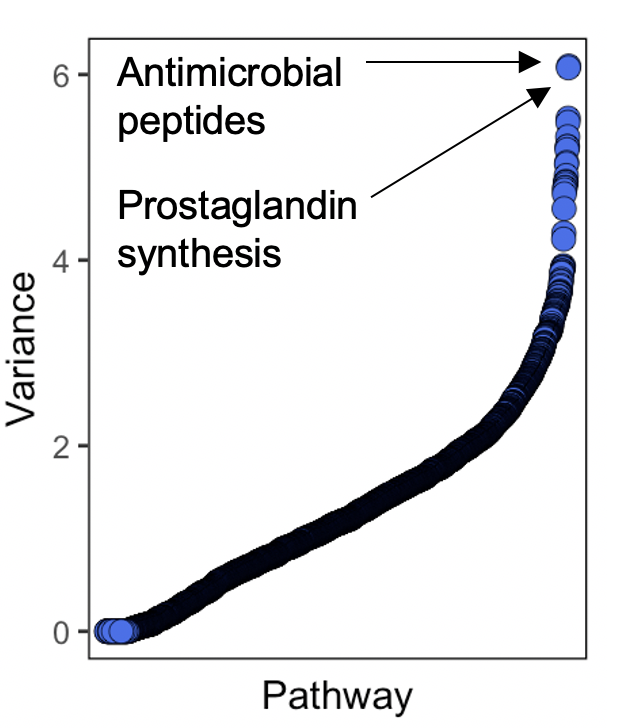 6
Antimicrobial
peptides
Prostaglandin
synthesis
4
2
0
Variance
Pathway